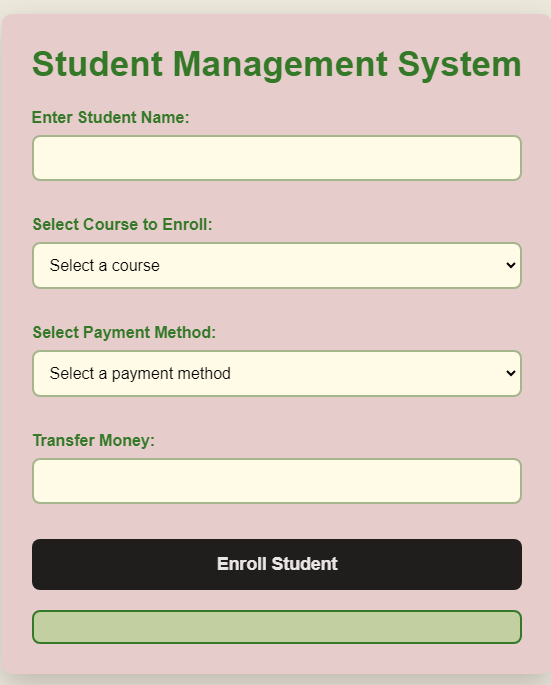 Student Management System
Enter Student Name:
Select Course to Enroll:
Select a course
Select Payment Method:
Select a payment method
Transfer Money:
Enroll Student